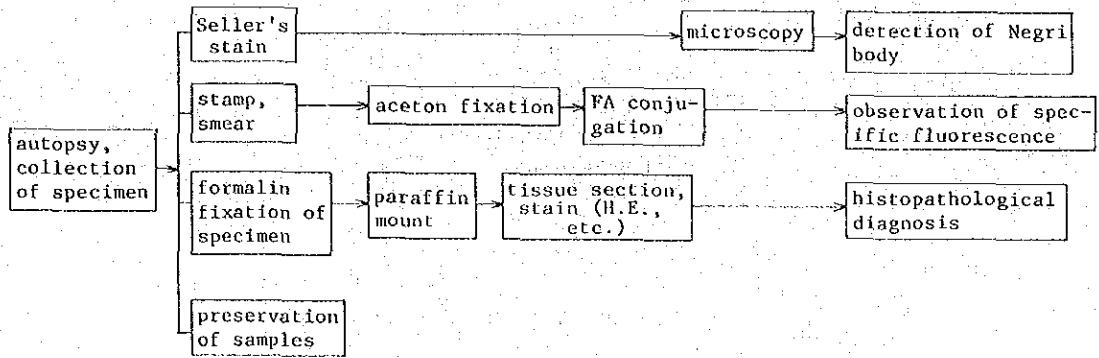 Seller's
stain
microscopy
detection of Negri
body
stamp,
smear
aceton fixation
FA conju-
gation
observation of spec-
ific fluorescence
autopsy,
collection
of specimen
formalin
fixation of
specimen
paraffin
mount
tissue section,
stain (H.E.,
etc.)
histopathological
diagnosis
preservation
of samples